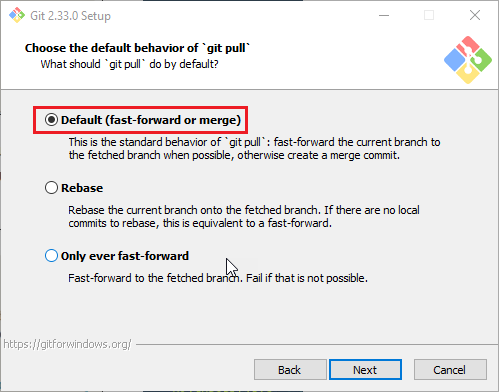 Git 2.33.0 Setup
Choose the default behavior of `git pull`
What should `git pull` do by default?
Default (fast-forward or merge)
This is the standard behavior of `git pull`: fast-forward the current branch to
the fetched branch when possible, otherwise create a merge commit.
Rebase
Rebase the current branch onto the fetched branch. If there are no local
commits to rebase, this is equivalent to a fast-forward.
Only ever fast-forward
Fast-forward to the fetched branch. Fail if that is not possible.
https://gitforwindows.org/
Back
Next
Cancel